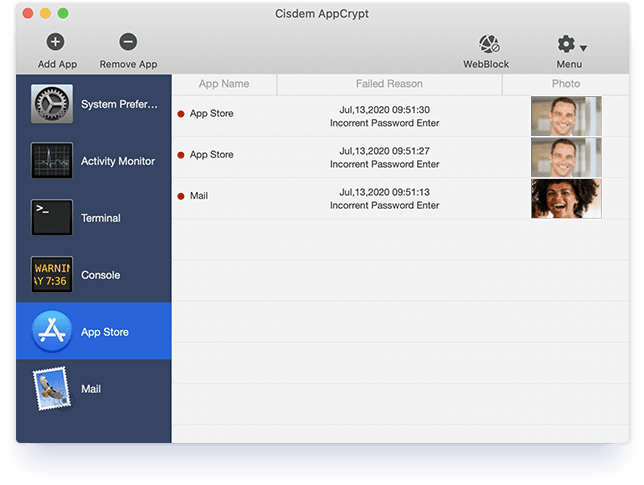 Cisdem AppCrypt
Add App
Remove App
WebBlock
Menu
System Prefer...
Activity Monitor
>_
Terminal
WARNIN
AY 7:36
Console
App Store
Mail
App Name
Failed Reason
Photo
App Store
Jul,13,2020 09:51:30
Incorrent Password Enter
App Store
Jul,13,2020 09:51:27
Incorrent Password Enter
Mail
Jul,13,2020 09:51:13
Incorrent Password Enter